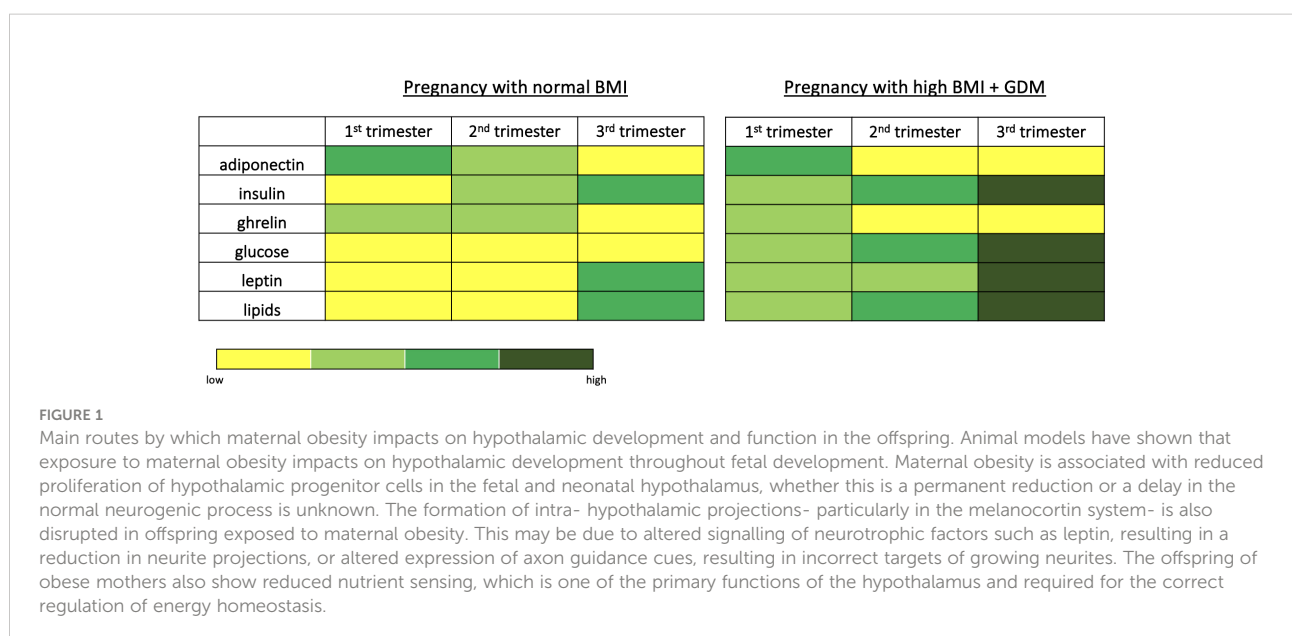 Pregnancy with normal BMI Pregnancy with high BMI + GDM
1st trimester 2nd trimester 3rd trimester 1st trimester 2nd trimester 3rd trimester
adiponectin
insulin
ghrelin
glucose
leptin
lipids
low high
FIGURE 1
Main routes by which maternal obesity impacts on hypothalamic development and function in the offspring. Animal models have shown that
exposure to maternal obesity impacts on hypothalamic development throughout fetal development. Maternal obesity is associated with reduced
proliferation of hypothalamic progenitor cells in the fetal and neonatal hypothalamus, whether this is a permanent reduction or a delay in the
normal neurogenic process is unknown. The formation of intra- hypothalamic projections- particularly in the melanocortin system- is also
disrupted in offspring exposed to maternal obesity. This may be due to altered signalling of neurotrophic factors such as leptin, resulting in a
reduction in neurite projections, or altered expression of axon guidance cues, resulting in incorrect targets of growing neurites. The offspring of
obese mothers also show reduced nutrient sensing, which is one of the primary functions of the hypothalamus and required for the correct
regulation of energy homeostasis.